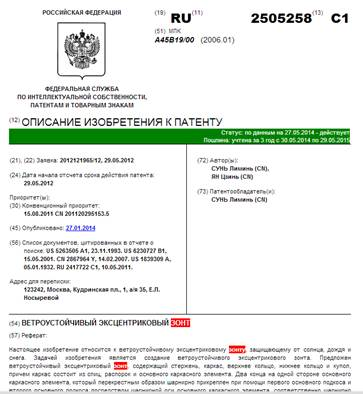 РОССИЙСКАЯ ФЕДЕРАЦИЯ
(19) RU (11) 2505258 (13) C1
(51) МПК
A45B19/00 (2006.01)
ФЕДЕРАЛЬНАЯ СЛУЖБА
ПО ИНТЕЛЛЕКТУАЛЬНОЙ СОБСТВЕННОСТИ,
ПАТЕНТАМ И ТОВАРНЫМ ЗНАКАМ
(12) ОПИСАНИЕ ИЗОБРЕТЕНИЯ К ПАТЕНТУ
Статус: по данным на 27.05.2014 - действует
Пошлина: учтена за 3 год с 30.05.2014 по 29.05.2015
(21), (22) Заявка: 2012121965/12, 29.05.2012
(24) Дата начала отсчета срока действия патента:
29.05.2012
Приоритет(ы):
(30) Конвенционный приоритет:
15.08.2011 CN 201120295153.5
(45) Опубликовано: 27.01.2014
(56) Список документов, цитированных в отчете о
поиске: US 5263505 A1, 23.11.1993. US 6230727 B1,
15.05.2001. CN 2867964 Y, 14.02.2007. US 1839309 A,
05.01.1932. RU 2417722 C1, 10.05.2011.
Адрес для переписки:
123242, Москва, Кудринская пл., 1, а/я 35, Е.Л.
Носыревой
(72) Автор(ы):
СУНЬ Лиминь (CN),
ЯН Цзинь (CN)
(73) Патентообладатель(и):
СУНЬ Лиминь (CN)
(54) ВЕТРОУСТОЙЧИВЫЙ ЭКСЦЕНТРИКОВЫЙ ЗОНТ
(57) Реферат:
Настоящее изобретение относится к ветроустойчивому эксцентриковому зонту, защищающему от солнца, дождя и
снега. Задачей изобретения является создание ветроустойчивого эксцентрикового зонта. Предложен
ветроустойчивый эксцентриковый зонт, содержащий стержень, каркас, верхнее кольцо, нижнее кольцо и купол,
причем каркас состоит из спиц, распорок и основного каркасного элемента. Два конца на одной стороне основного
каркасного элемента, который перекрестным образом шарнирно прикреплен при помощи первого основного подкоса и